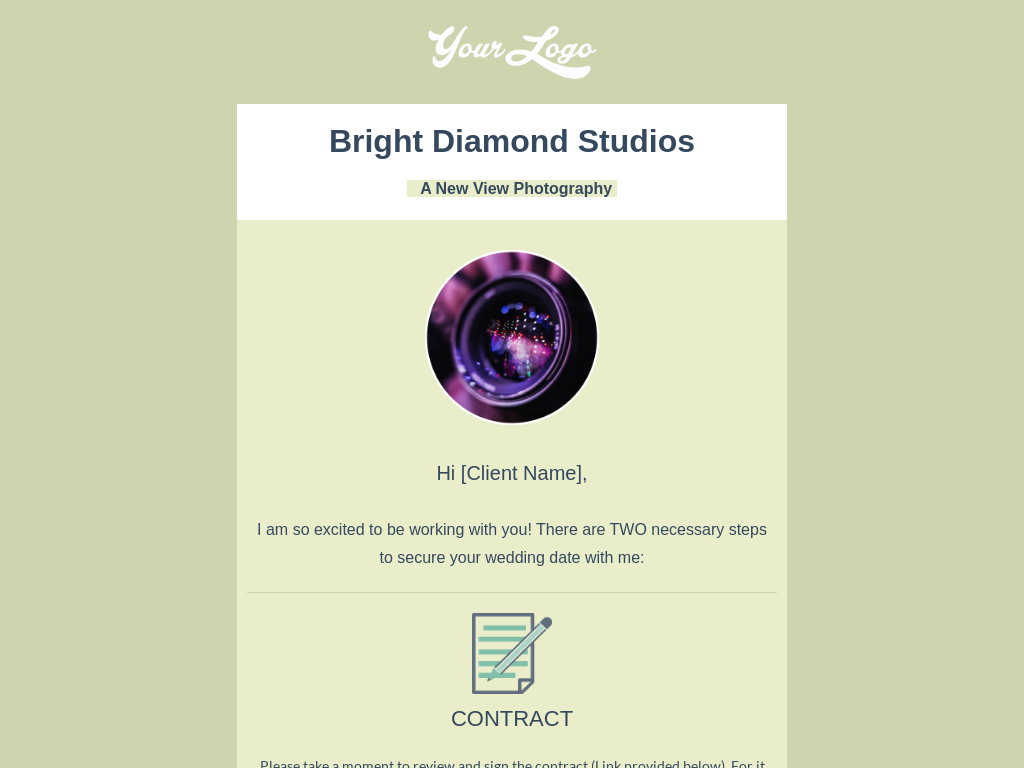 Your Logo
Bright Diamond Studios
A New View Photography
Hi [Client Name],
I am so excited to be working with you! There are TWO necessary steps
to secure your wedding date with me:
CONTRACT
Please take a moment to review and sign the contract (Link provided below). For it